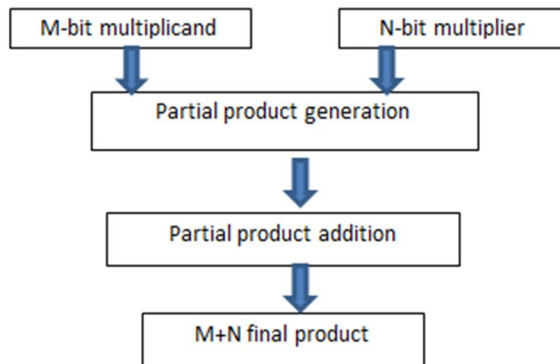 M-bit multiplicand
N-bit multiplier
Partial product generation
Partial product addition
M+N final product